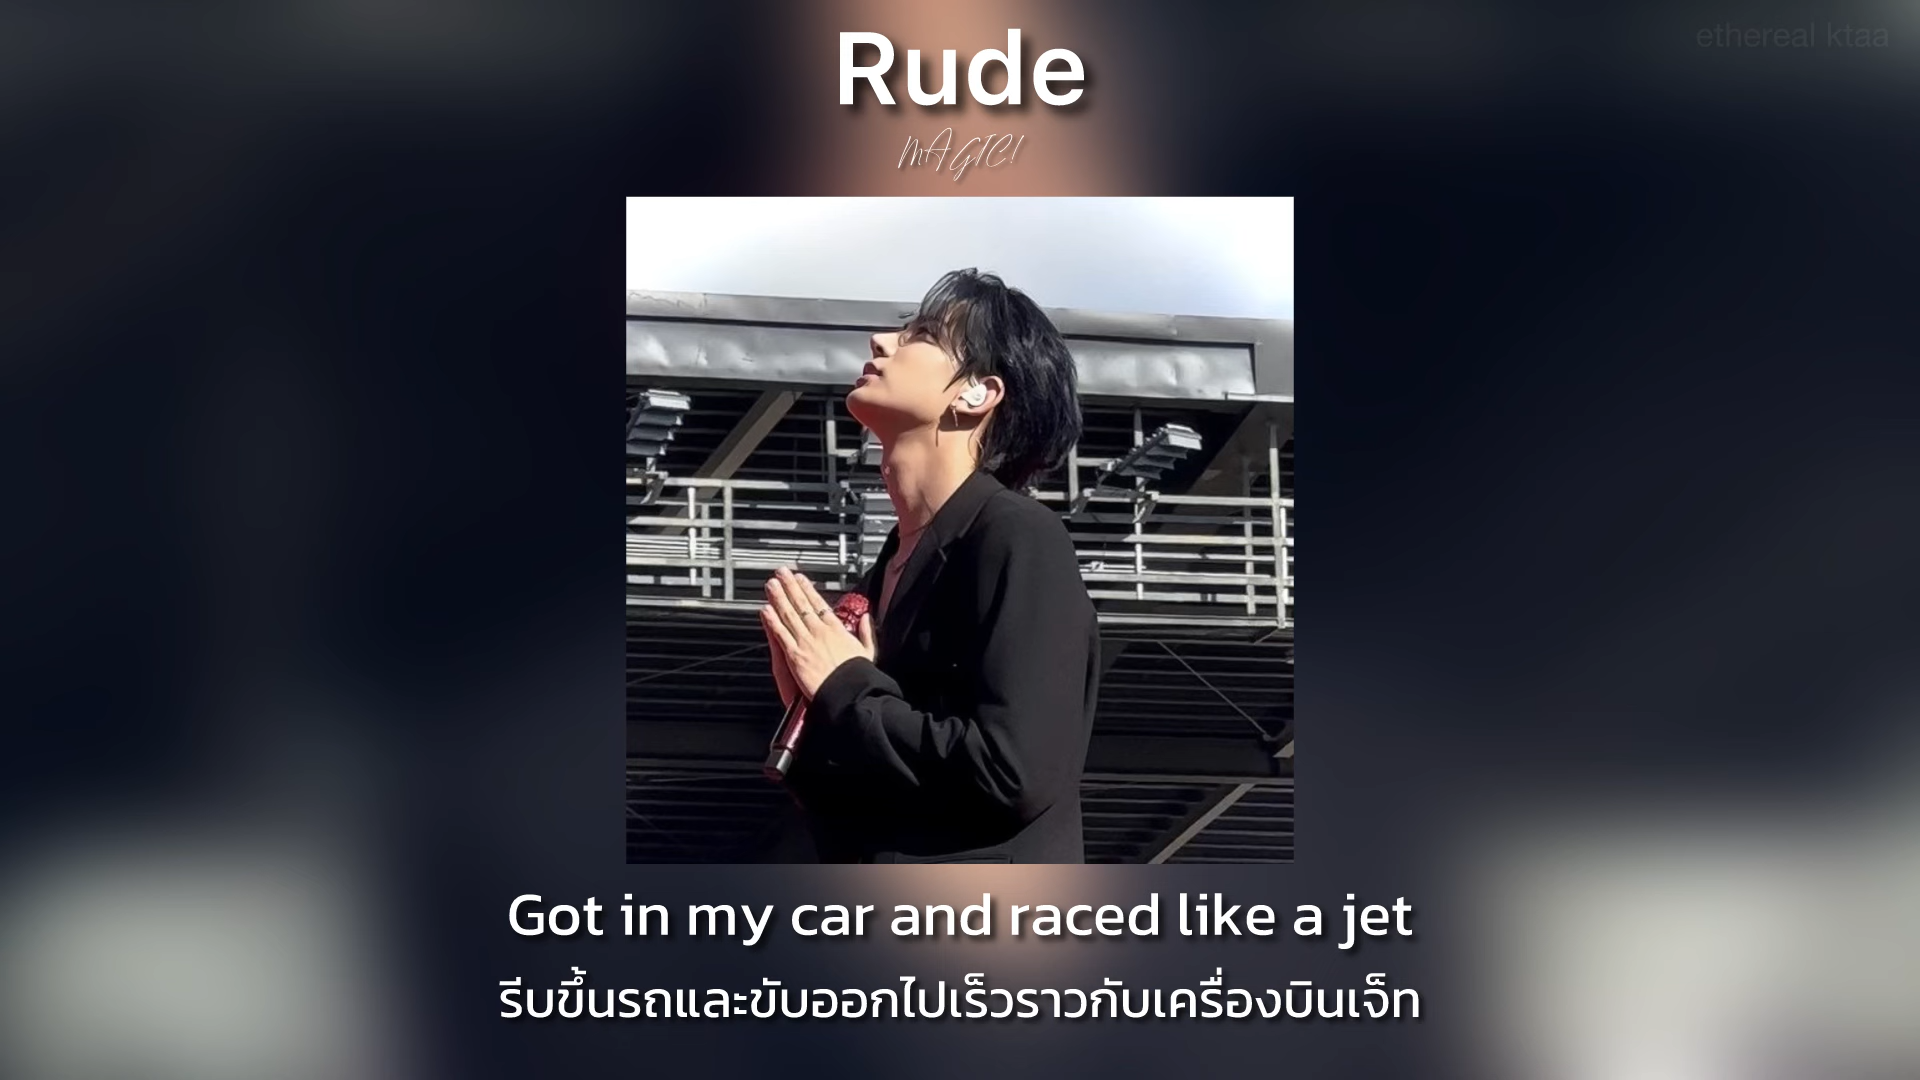 ethereal ktaa
Rude
MAGIC!
Got in my car and raced like a jet
รีบขึ้นรถและขับออกไปเร็วราวกับเครื่องบินเจ็ท